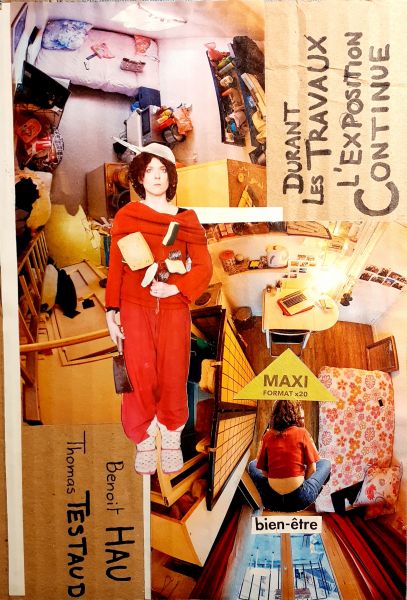 DURANT
LES TRAVAUX
L'EXPOSITION
CONTINUE
MAXI
FORMAT x20
bien-être
Benoit HAU
Thomas TESTAUD